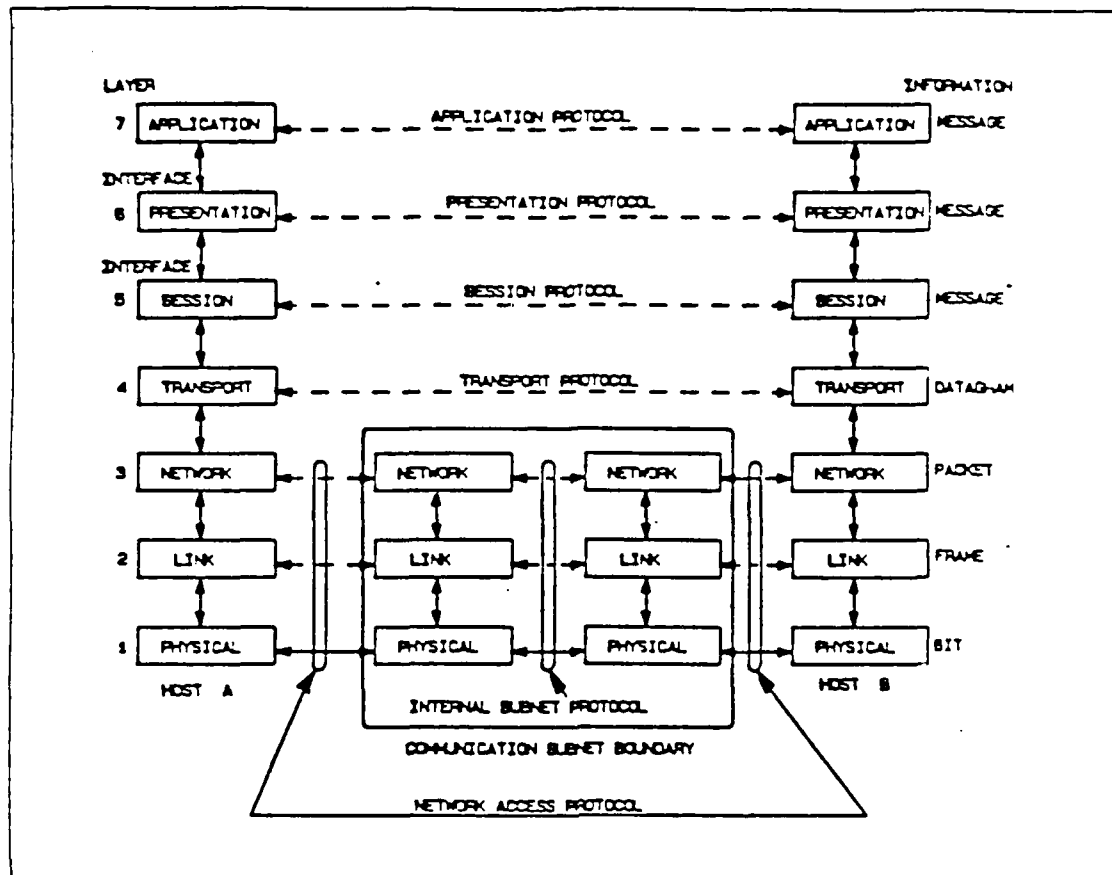 LAYER INFORMATION
7 APPLICATION APPLICATION PROTOCOL APPLICATION MESSAGE
INTERFACE
6 PRESENTATION PRESENTATION PROTOCOL PRESENTATION MESSAGE
INTERFACE
5 SESSION SESSION PROTOCOL SESSION MESSAGE
4 TRANSPORT TRANSPORT PROTOCOL TRANSPORT DATAGRAM
3 NETWORK NETWORK NETWORK NETWORK PACKET
2 LINK LINK LINK LINK FRAME
1 PHYSICAL PHYSICAL PHYSICAL PHYSICAL BIT
HOST A HOST B
INTERNAL SUBNET PROTOCOL
COMMUNICATION SUBNET BOUNDARY
NETWORK ACCESS PROTOCOL